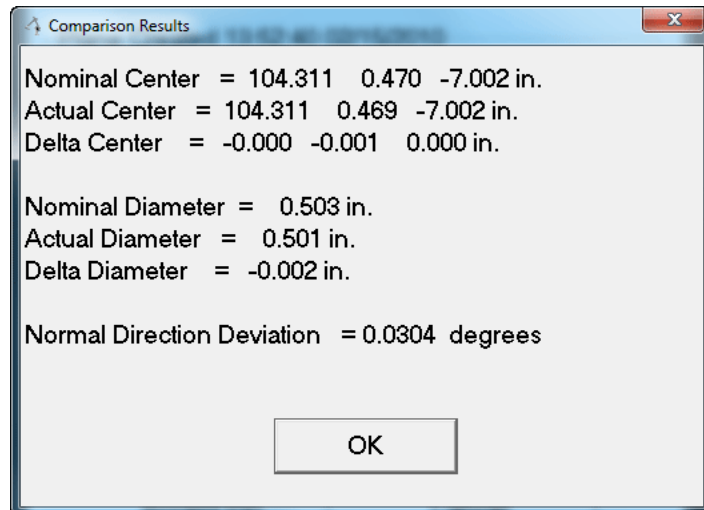 Comparison Results
Nominal Center = 104.311 0.470 -7.002 in.
Actual Center = 104.311 0.469 -7.002 in.
Delta Center = -0.000 -0.001 0.000 in.
Nominal Diameter = 0.503 in.
Actual Diameter = 0.501 in.
Delta Diameter = -0.002 in.
Normal Direction Deviation = 0.0304 degrees
OK